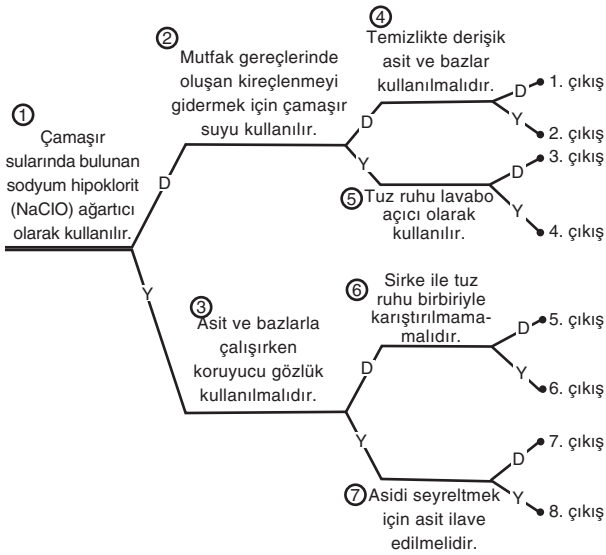 ①
Çamaşır
sularında bulunan
sodyum hipoklorit
(NaClO) ağartıcı
olarak kullanılır.
D
Y
②
Mutfak gereçlerinde
oluşan kireçlenmeyi
gidermek için çamaşır
suyu kullanılır.
D
Y
④
Temizlikte derişik
asit ve bazlar
kullanılmalıdır.
D
1. çıkış
Y
2. çıkış
⑤ Tuz ruhu lavabo
açıcı olarak
kullanılır.
D
3. çıkış
Y
4. çıkış
③
Asit ve bazlarla
çalışırken
koruyucu gözlük
kullanılmalıdır.
D
Y
⑥
Sirke ile tuz
ruhu birbiriyle
karıştırılmama-
malıdır.
D
5. çıkış
Y
6. çıkış
⑦ Asidi seyreltmek
için asit ilave
edilmelidir.
D
7. çıkış
Y
8. çıkış